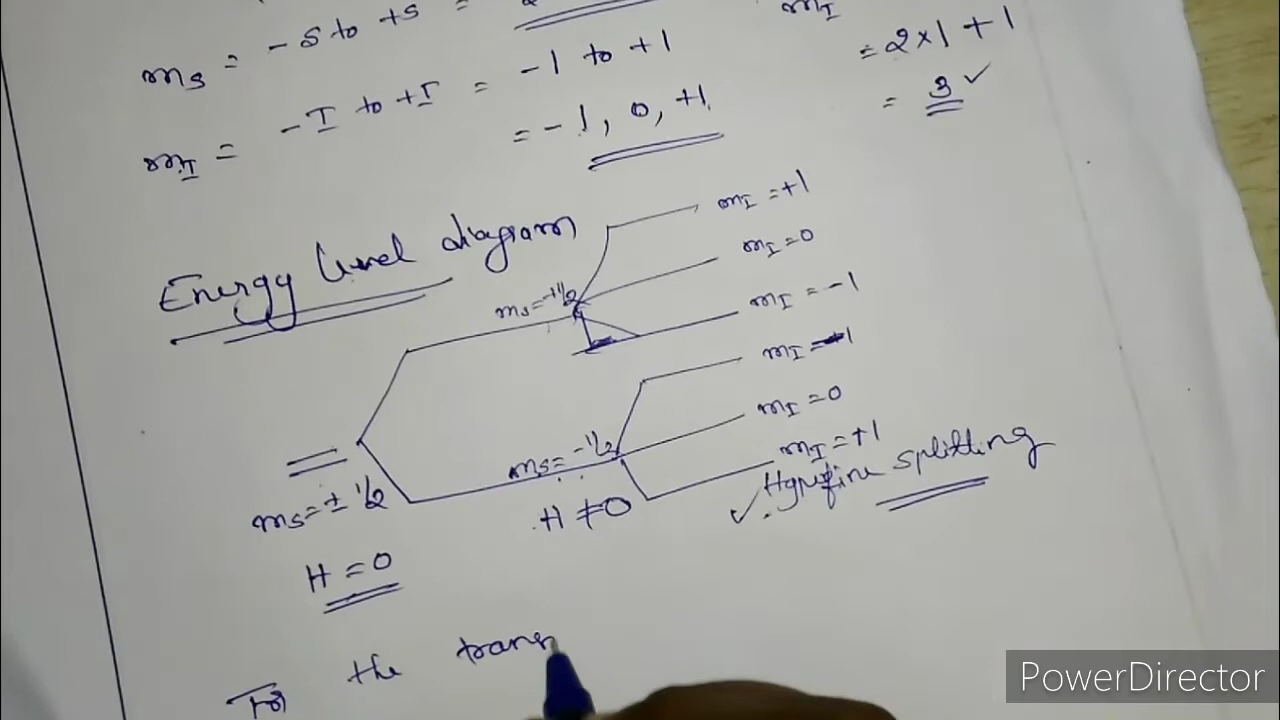 mI
ms = -s to +s =
= 2×1 + 1
mI = -I to +I = -1 to +1
= 3 ✓
= -1, 0, +1
Energy level diagram
mI = +1
mI = 0
ms = +1/2
mI = -1
mI = -1
mI = 0
ms = -1/2
mI = +1
Hyperfine splitting
ms = ± 1/2
H ≠ 0
H = 0
For the trans
PowerDirector